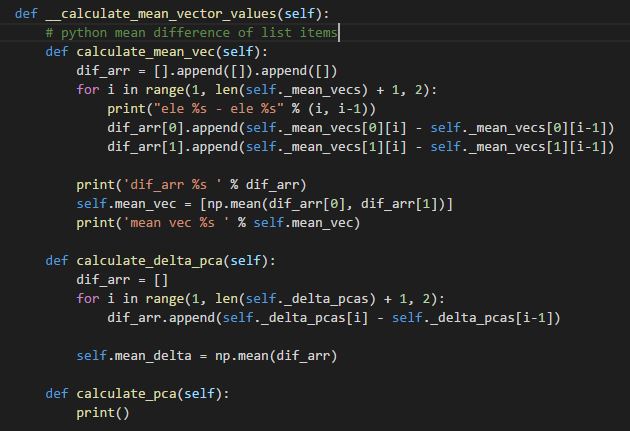 def __calculate_mean_vector_values(self):
    # python mean difference of list items
    def calculate_mean_vec(self):
        dif_arr = [].append([]).append([])
        for i in range(1, len(self._mean_vecs) + 1, 2):
            print("ele %s - ele %s" % (i, i-1))
            dif_arr[0].append(self._mean_vecs[0][i] - self._mean_vecs[0][i-1])
            dif_arr[1].append(self._mean_vecs[1][i] - self._mean_vecs[1][i-1])

        print('dif_arr %s ' % dif_arr)
        self.mean_vec = [np.mean(dif_arr[0], dif_arr[1])]
        print('mean vec %s ' % self.mean_vec)

    def calculate_delta_pca(self):
        dif_arr = []
        for i in range(1, len(self._delta_pcas) + 1, 2):
            dif_arr.append(self._delta_pcas[i] - self._delta_pcas[i-1])

        self.mean_delta = np.mean(dif_arr)

    def calculate_pca(self):
        print()